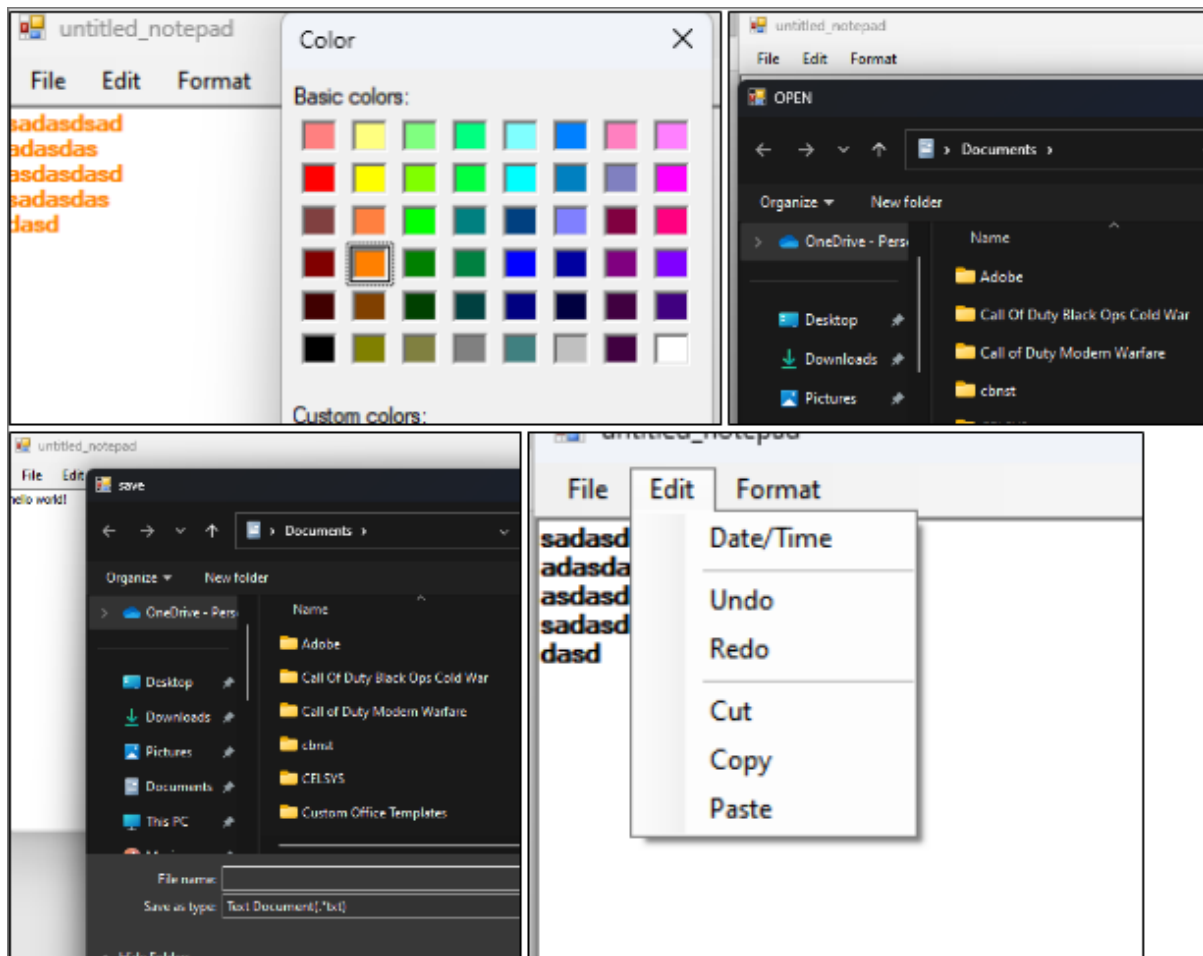 untitled_notepad
File Edit Format
sadasdsad
adasdas
asdasdasd
sadasdas
dasd
Color
Basic colors:
Custom colors:
untitled_notepad
File Edit Format
OPEN
Documents
Organize New folder
OneDrive - Pers
Desktop
Downloads
Pictures
Name
Adobe
Call Of Duty Black Ops Cold War
Call of Duty Modern Warfare
cbnst
untitled_notepad
File Edit
hello world!
save
Documents
Organize New folder
OneDrive - Pers
Desktop
Downloads
Pictures
Documents
This PC
Name
Adobe
Call Of Duty Black Ops Cold War
Call of Duty Modern Warfare
cbnst
CELSYS
Custom Office Templates
File name:
Save as type: Text Document(.*txt)
untitled_notepad
File Edit Format
sadasd
adasda
asdasd
sadasd
dasd
Date/Time
Undo
Redo
Cut
Copy
Paste